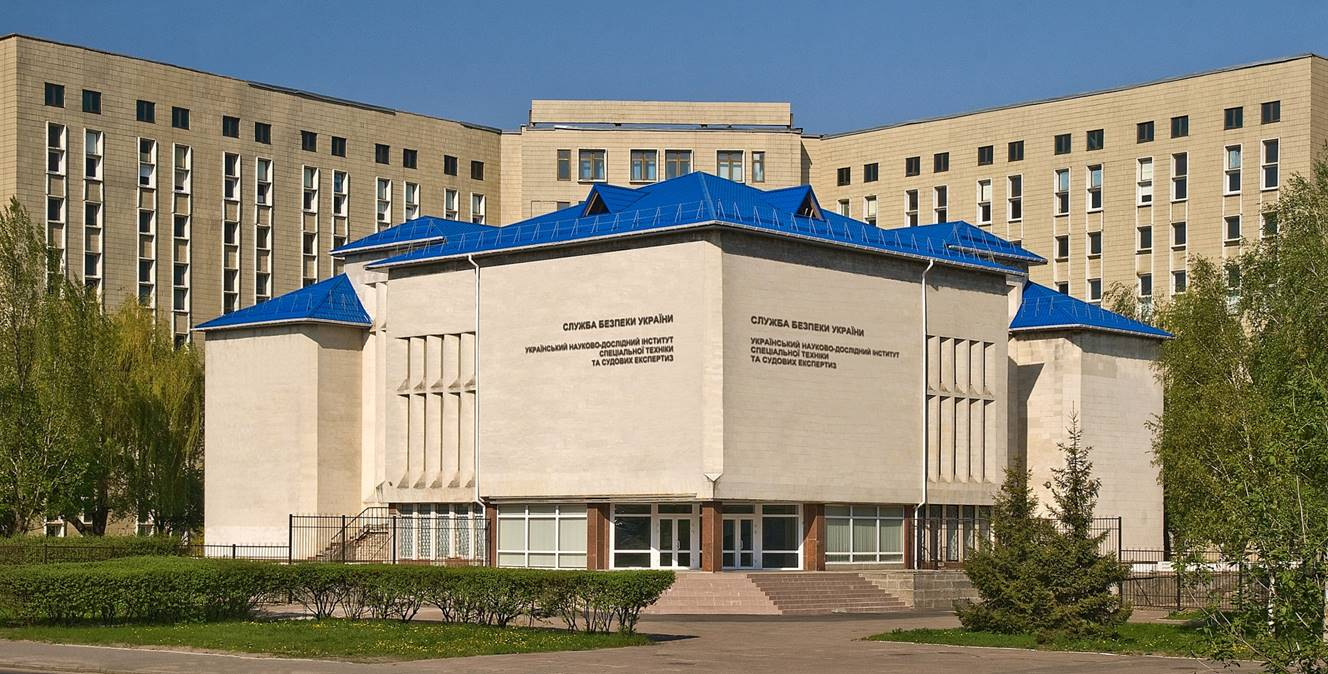 СЛУЖБА БЕЗПЕКИ УКРАЇНИ
УКРАЇНСЬКИЙ НАУКОВО-ДОСЛІДНИЙ ІНСТИТУТ
СПЕЦІАЛЬНОЇ ТЕХНІКИ
ТА СУДОВИХ ЕКСПЕРТИЗ
СЛУЖБА БЕЗПЕКИ УКРАЇНИ
УКРАЇНСЬКИЙ НАУКОВО-ДОСЛІДНИЙ ІНСТИТУТ
СПЕЦІАЛЬНОЇ ТЕХНІКИ
ТА СУДОВИХ ЕКСПЕРТИЗ